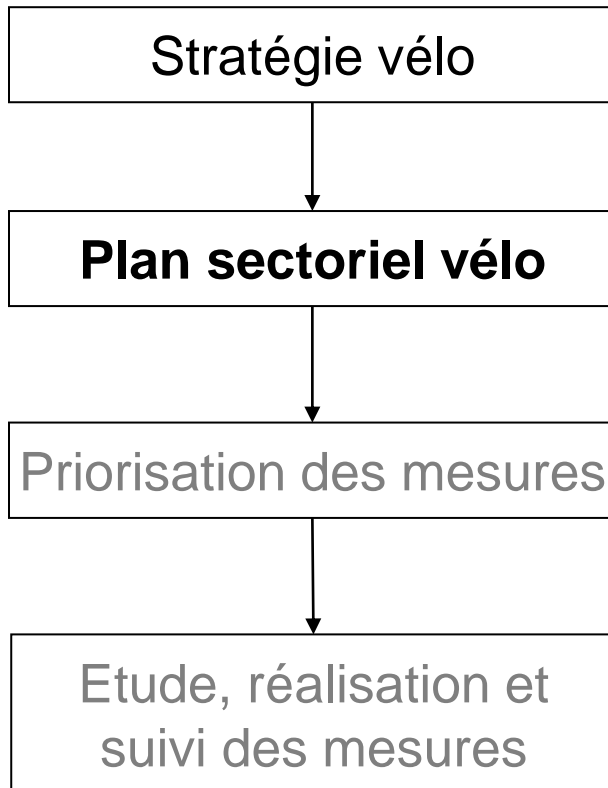 Stratégie vélo
Plan sectoriel vélo
Priorisation des mesures
Etude, réalisation et
suivi des mesures